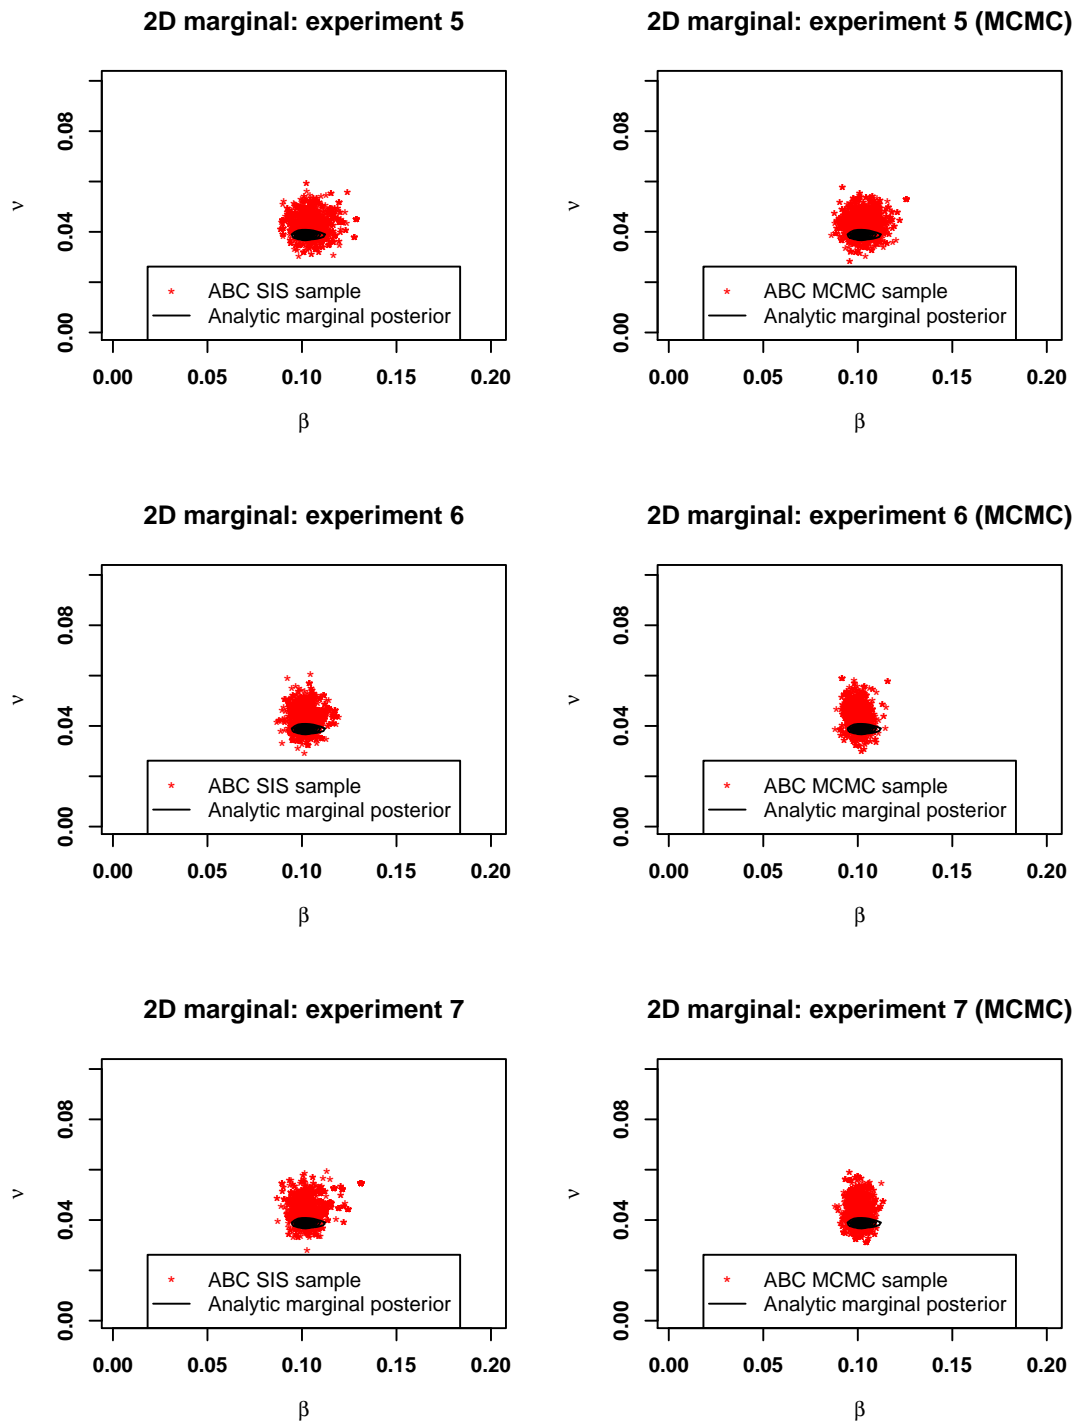 2D marginal: experiment 5
ν
0.08
0.04
0.00
* ABC SIS sample
Analytic marginal posterior
0.00 0.05 0.10 0.15 0.20
β
2D marginal: experiment 5 (MCMC)
ν
0.08
0.04
0.00
* ABC MCMC sample
Analytic marginal posterior
0.00 0.05 0.10 0.15 0.20
β
2D marginal: experiment 6
ν
0.08
0.04
0.00
* ABC SIS sample
Analytic marginal posterior
0.00 0.05 0.10 0.15 0.20
β
2D marginal: experiment 6 (MCMC)
ν
0.08
0.04
0.00
* ABC MCMC sample
Analytic marginal posterior
0.00 0.05 0.10 0.15 0.20
β
2D marginal: experiment 7
ν
0.08
0.04
0.00
* ABC SIS sample
Analytic marginal posterior
0.00 0.05 0.10 0.15 0.20
β
2D marginal: experiment 7 (MCMC)
ν
0.08
0.04
0.00
* ABC MCMC sample
Analytic marginal posterior
0.00 0.05 0.10 0.15 0.20
β